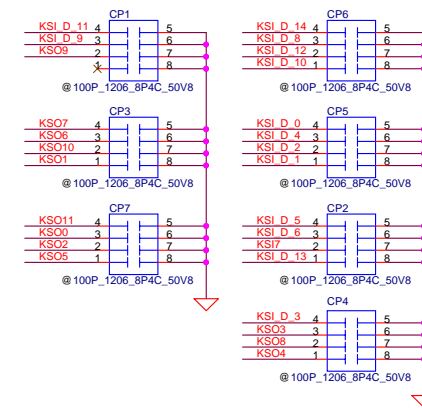 CP1
KSI_D_11 4 5
KSI_D_9 3 6
KSO9 2 7
1 8
@100P_1206_8P4C_50V8
CP3
KSO7 4 5
KSO6 3 6
KSO10 2 7
KSO1 1 8
@100P_1206_8P4C_50V8
CP7
KSO11 4 5
KSO0 3 6
KSO2 2 7
KSO5 1 8
@100P_1206_8P4C_50V8
CP6
KSI_D_14 4 5
KSI_D_8 3 6
KSI_D_12 2 7
KSI_D_10 1 8
@100P_1206_8P4C_50V8
CP5
KSI_D_0 4 5
KSI_D_4 3 6
KSI_D_2 2 7
KSI_D_1 1 8
@100P_1206_8P4C_50V8
CP2
KSI_D_5 4 5
KSI_D_6 3 6
KSI7 2 7
KSI_D_13 1 8
@100P_1206_8P4C_50V8
CP4
KSI_D_3 4 5
KSO3 3 6
KSO8 2 7
KSO4 1 8
@100P_1206_8P4C_50V8